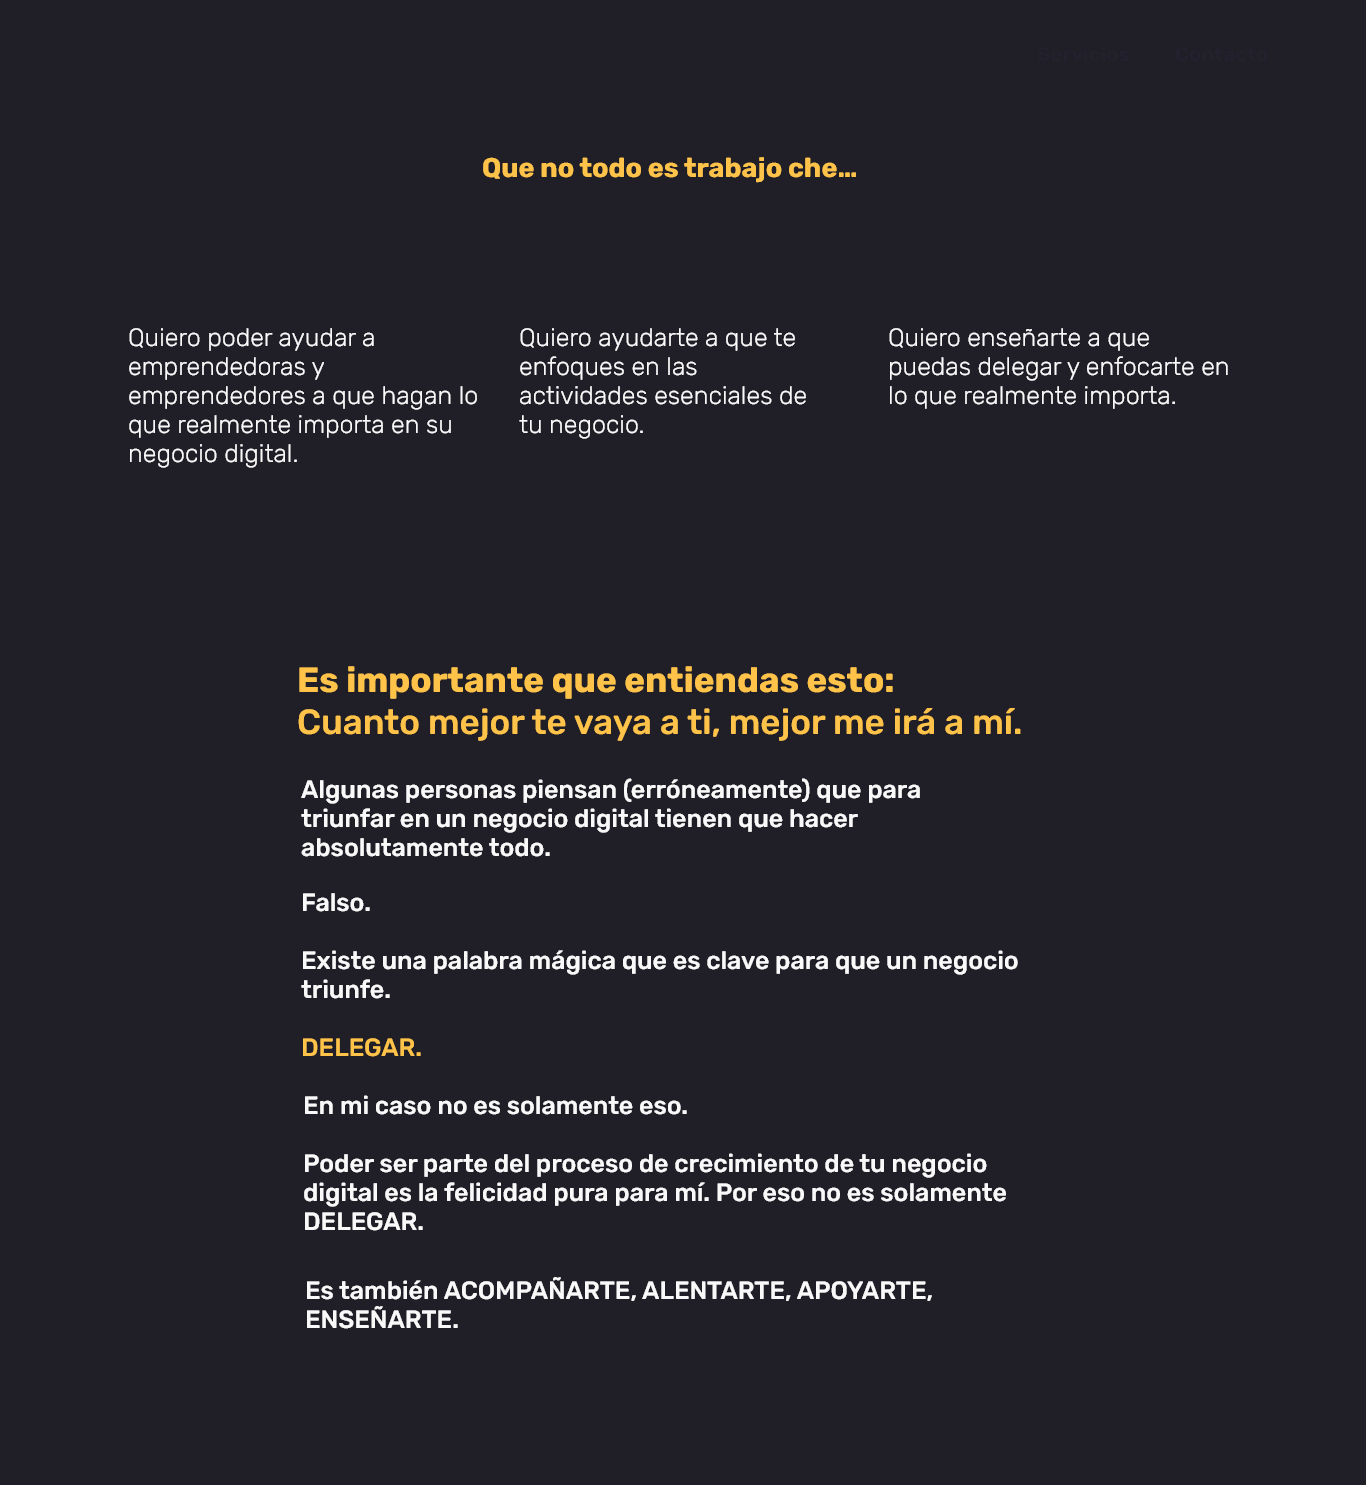 Servicios Contacto
Que no todo es trabajo che...
Quiero poder ayudar a
emprendedoras y
emprendedores a que hagan lo
que realmente importa en su
negocio digital.
Quiero ayudarte a que te
enfoques en las
actividades esenciales de
tu negocio.
Quiero enseñarte a que
puedas delegar y enfocarte en
lo que realmente importa.
Es importante que entiendas esto:
Cuanto mejor te vaya a ti, mejor me irá a mí.
Algunas personas piensan (erróneamente) que para
triunfar en un negocio digital tienen que hacer
absolutamente todo.
Falso.
Existe una palabra mágica que es clave para que un negocio
triunfe.
DELEGAR.
En mi caso no es solamente eso.
Poder ser parte del proceso de crecimiento de tu negocio
digital es la felicidad pura para mí. Por eso no es solamente
DELEGAR.
Es también ACOMPAÑARTE, ALENTARTE, APOYARTE,
ENSEÑARTE.